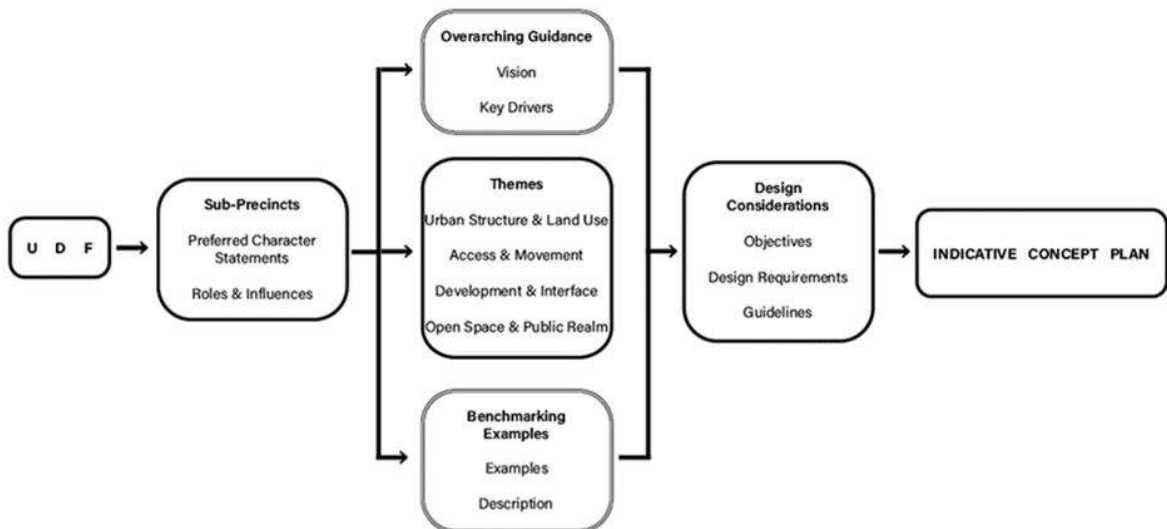 U D F
Sub-Precincts
Preferred Character
Statements
Roles & Influences
Overarching Guidance
Vision
Key Drivers
Themes
Urban Structure & Land Use
Access & Movement
Development & Interface
Open Space & Public Realm
Benchmarking
Examples
Examples
Description
Design
Considerations
Objectives
Design Requirements
Guidelines
INDICATIVE CONCEPT PLAN